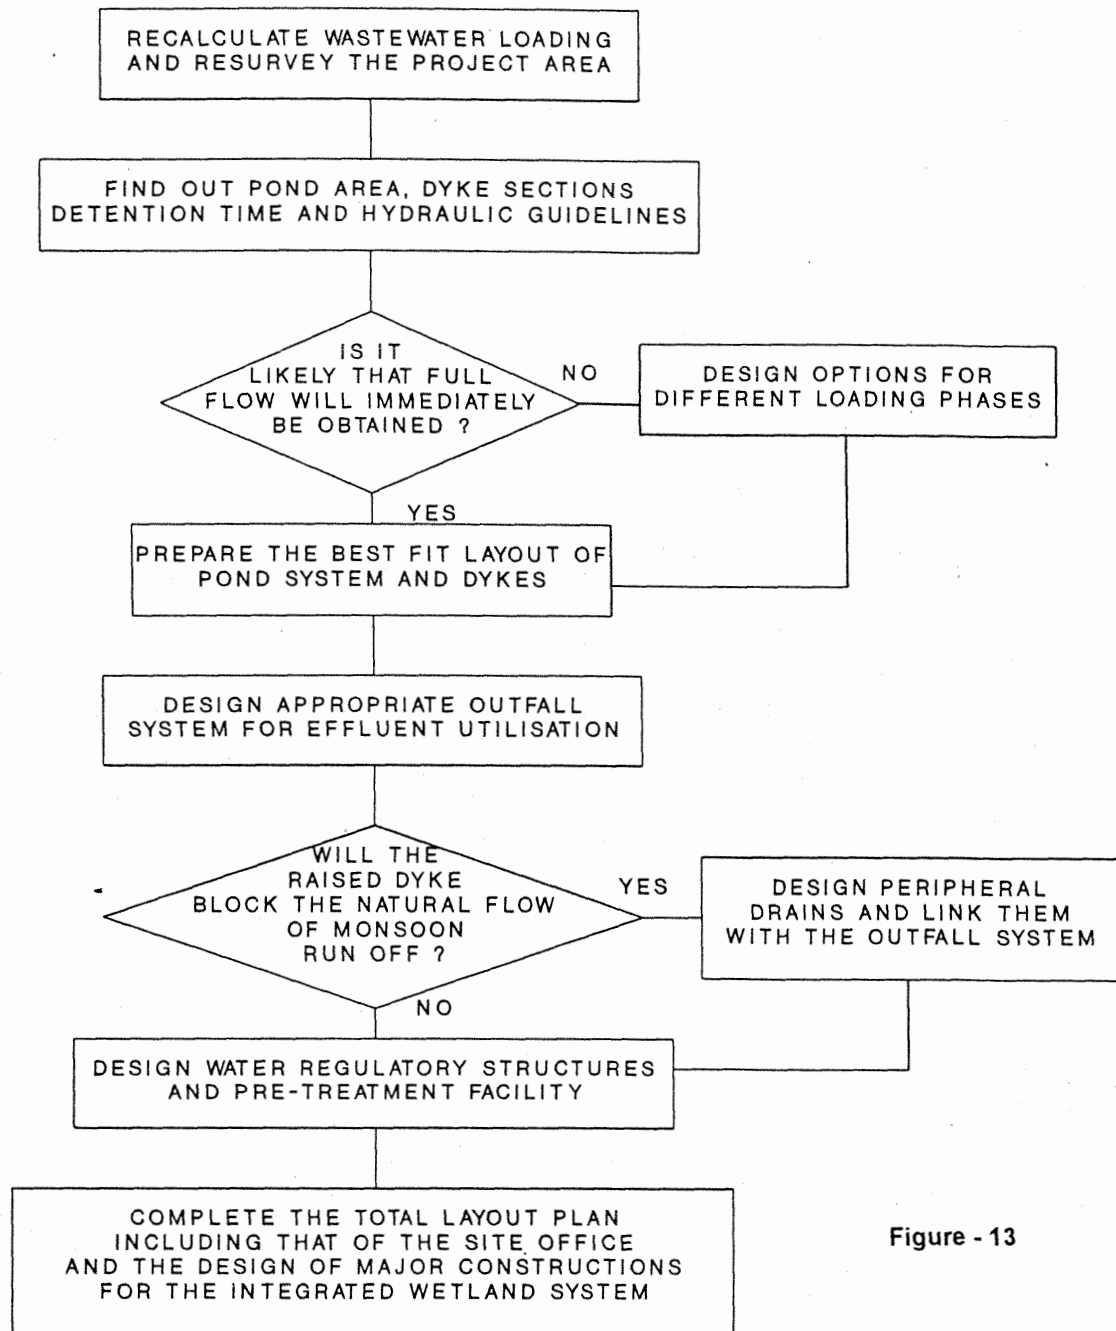 RECALCULATE WASTEWATER LOADING
AND RESURVEY THE PROJECT AREA
FIND OUT POND AREA, DYKE SECTIONS
DETENTION TIME AND HYDRAULIC GUIDELINES
IS IT
LIKELY THAT FULL
FLOW WILL IMMEDIATELY
BE OBTAINED ?
NO
DESIGN OPTIONS FOR
DIFFERENT LOADING PHASES
YES
PREPARE THE BEST FIT LAYOUT OF
POND SYSTEM AND DYKES
DESIGN APPROPRIATE OUTFALL
SYSTEM FOR EFFLUENT UTILISATION
WILL THE
RAISED DYKE
BLOCK THE NATURAL FLOW
OF MONSOON
RUN OFF ?
YES
DESIGN PERIPHERAL
DRAINS AND LINK THEM
WITH THE OUTFALL SYSTEM
NO
DESIGN WATER REGULATORY STRUCTURES
AND PRE-TREATMENT FACILITY
COMPLETE THE TOTAL LAYOUT PLAN
INCLUDING THAT OF THE SITE OFFICE
AND THE DESIGN OF MAJOR CONSTRUCTIONS
FOR THE INTEGRATED WETLAND SYSTEM
Figure - 13